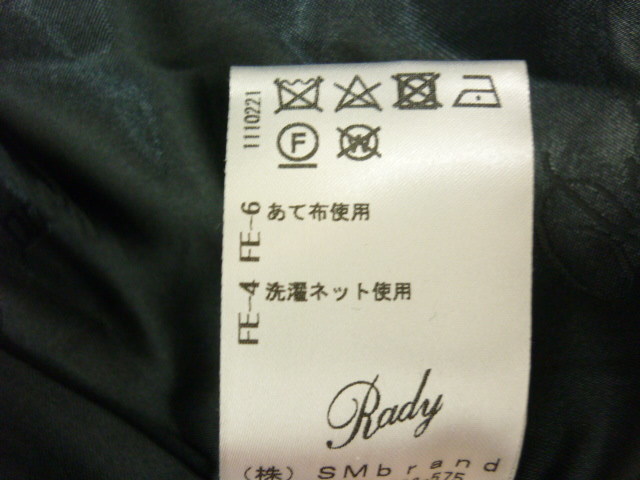 1110221
F W
FE-6 あて布使用
FE-4 洗濯ネット使用
Rady
(株) SMbrand